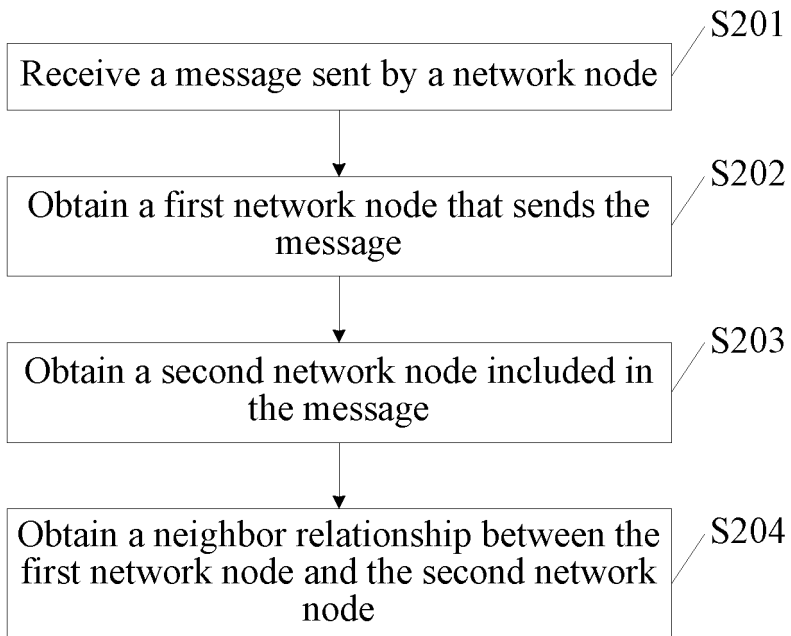 S201
Receive a message sent by a network node
S202
Obtain a first network node that sends the
message
S203
Obtain a second network node included in
the message
S204
Obtain a neighbor relationship between the
first network node and the second network
node